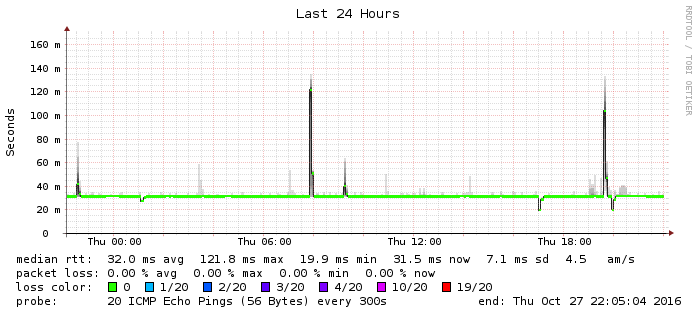 Last 24 Hours
RRDTOOL / TOBI OETIKER
Seconds
160 m
140 m
120 m
100 m
80 m
60 m
40 m
20 m
0
Thu 00:00 Thu 06:00 Thu 12:00 Thu 18:00
median rtt: 32.0 ms avg 121.8 ms max 19.9 ms min 31.5 ms now 7.1 ms sd 4.5 am/s
packet loss: 0.00 % avg 0.00 % max 0.00 % min 0.00 % now
loss color: 0 1/20 2/20 3/20 4/20 10/20 19/20
probe: 20 ICMP Echo Pings (56 Bytes) every 300s end: Thu Oct 27 22:05:04 2016